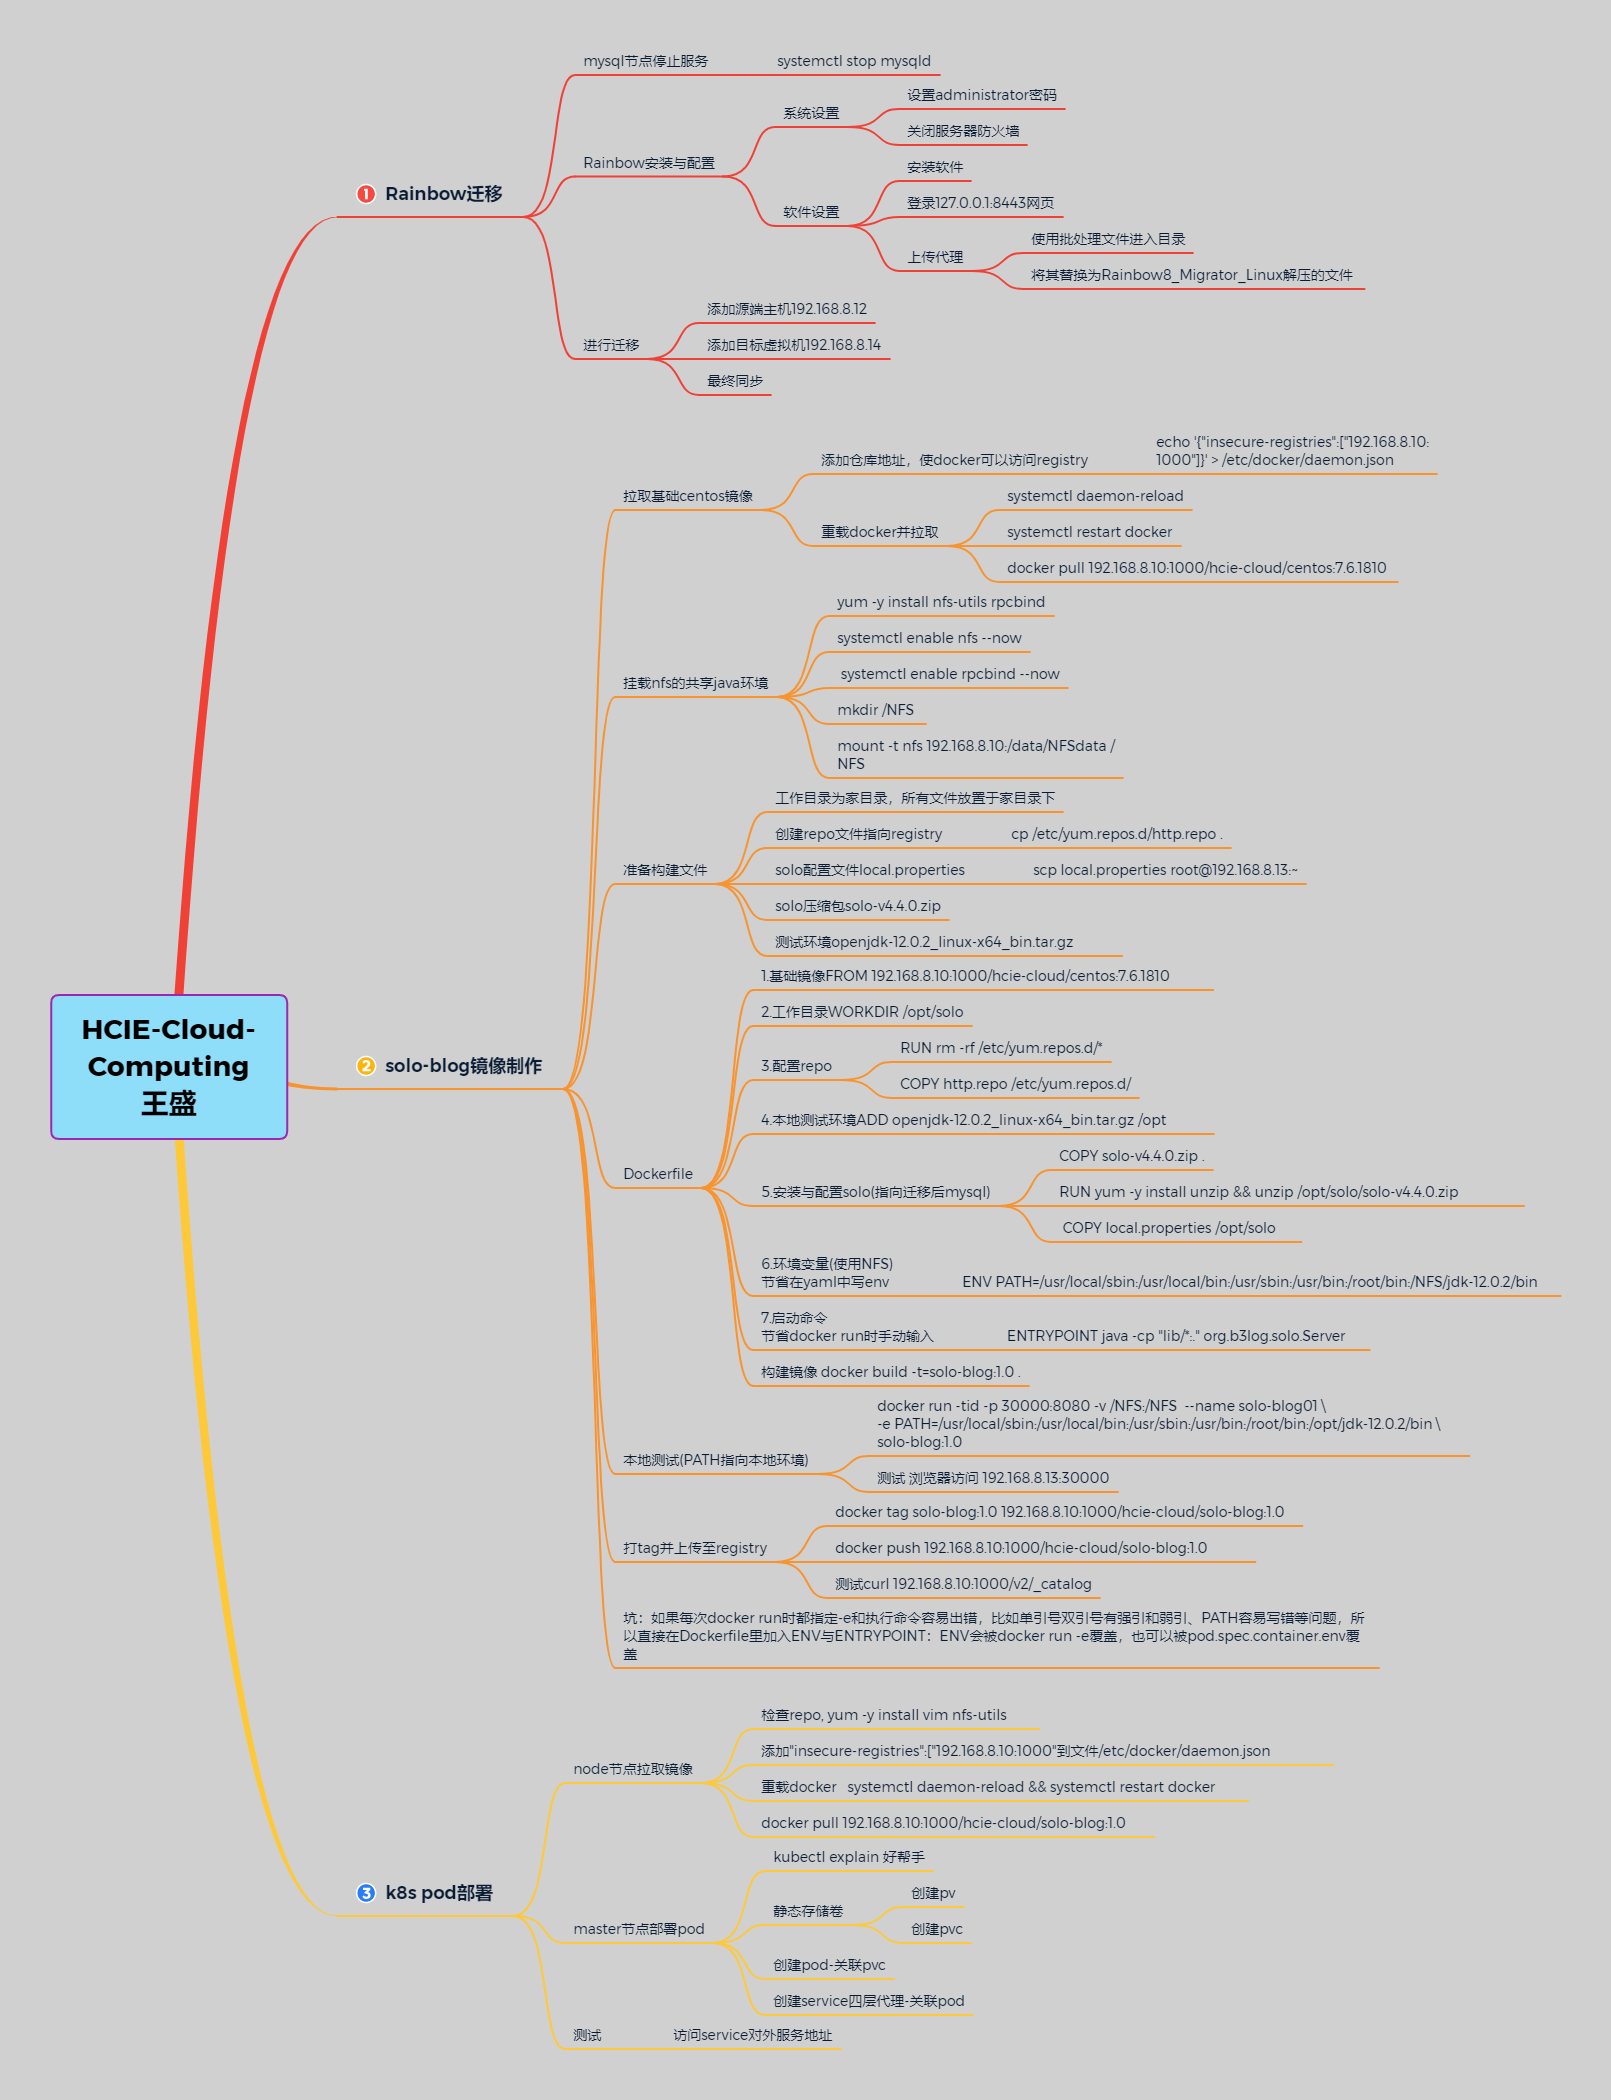 HCIE-Cloud-
Computing
王盛
1 Rainbow迁移
mysql节点停止服务
systemctl stop mysqld
Rainbow安装与配置
系统设置
设置administrator密码
关闭服务器防火墙
软件设置
安装软件
登录127.0.0.1:8443网页
上传代理
使用批处理文件进入目录
将其替换为Rainbow8_Migrator_Linux解压的文件
进行迁移
添加源端主机192.168.8.12
添加目标虚拟机192.168.8.14
最终同步
2 solo-blog镜像制作
拉取基础centos镜像
添加仓库地址，使docker可以访问registry
echo '{"insecure-registries":["192.168.8.10:
1000"]}' > /etc/docker/daemon.json
重载docker并拉取
systemctl daemon-reload
systemctl restart docker
docker pull 192.168.8.10:1000/hcie-cloud/centos:7.6.1810
挂载nfs的共享java环境
yum -y install nfs-utils rpcbind
systemctl enable nfs --now
systemctl enable rpcbind --now
mkdir /NFS
mount -t nfs 192.168.8.10:/data/NFSdata /
NFS
准备构建文件
工作目录为家目录，所有文件放置于家目录下
创建repo文件指向registry
cp /etc/yum.repos.d/http.repo .
solo配置文件local.properties
scp local.properties root@192.168.8.13:~
solo压缩包solo-v4.4.0.zip
测试环境openjdk-12.0.2_linux-x64_bin.tar.gz
Dockerfile
1.基础镜像FROM 192.168.8.10:1000/hcie-cloud/centos:7.6.1810
2.工作目录WORKDIR /opt/solo
3.配置repo
RUN rm -rf /etc/yum.repos.d/*
COPY http.repo /etc/yum.repos.d/
4.本地测试环境ADD openjdk-12.0.2_linux-x64_bin.tar.gz /opt
5.安装与配置solo(指向迁移后mysql)
COPY solo-v4.4.0.zip .
RUN yum -y install unzip && unzip /opt/solo/solo-v4.4.0.zip
COPY local.properties /opt/solo
6.环境变量(使用NFS)
节省在yaml中写env
ENV PATH=/usr/local/sbin:/usr/local/bin:/usr/sbin:/usr/bin:/root/bin:/NFS/jdk-12.0.2/bin
7.启动命令
节省docker run时手动输入
ENTRYPOINT java -cp "lib/*:." org.b3log.solo.Server
构建镜像 docker build -t=solo-blog:1.0 .
本地测试(PATH指向本地环境)
docker run -tid -p 30000:8080 -v /NFS:/NFS  --name solo-blog01 \
-e PATH=/usr/local/sbin:/usr/local/bin:/usr/sbin:/usr/bin:/root/bin:/opt/jdk-12.0.2/bin \
solo-blog:1.0
测试 浏览器访问 192.168.8.13:30000
打tag并上传至registry
docker tag solo-blog:1.0 192.168.8.10:1000/hcie-cloud/solo-blog:1.0
docker push 192.168.8.10:1000/hcie-cloud/solo-blog:1.0
测试curl 192.168.8.10:1000/v2/_catalog
坑：如果每次docker run时都指定-e和执行命令容易出错，比如单引号双引号有强引和弱引、PATH容易写错等问题，所
以直接在Dockerfile里加入ENV与ENTRYPOINT：ENV会被docker run -e覆盖，也可以被pod.spec.container.env覆
盖
3 k8s pod部署
node节点拉取镜像
检查repo, yum -y install vim nfs-utils
添加"insecure-registries":["192.168.8.10:1000"到文件/etc/docker/daemon.json
重载docker   systemctl daemon-reload && systemctl restart docker
docker pull 192.168.8.10:1000/hcie-cloud/solo-blog:1.0
master节点部署pod
kubectl explain 好帮手
静态存储卷
创建pv
创建pvc
创建pod-关联pvc
创建service四层代理-关联pod
测试
访问service对外服务地址